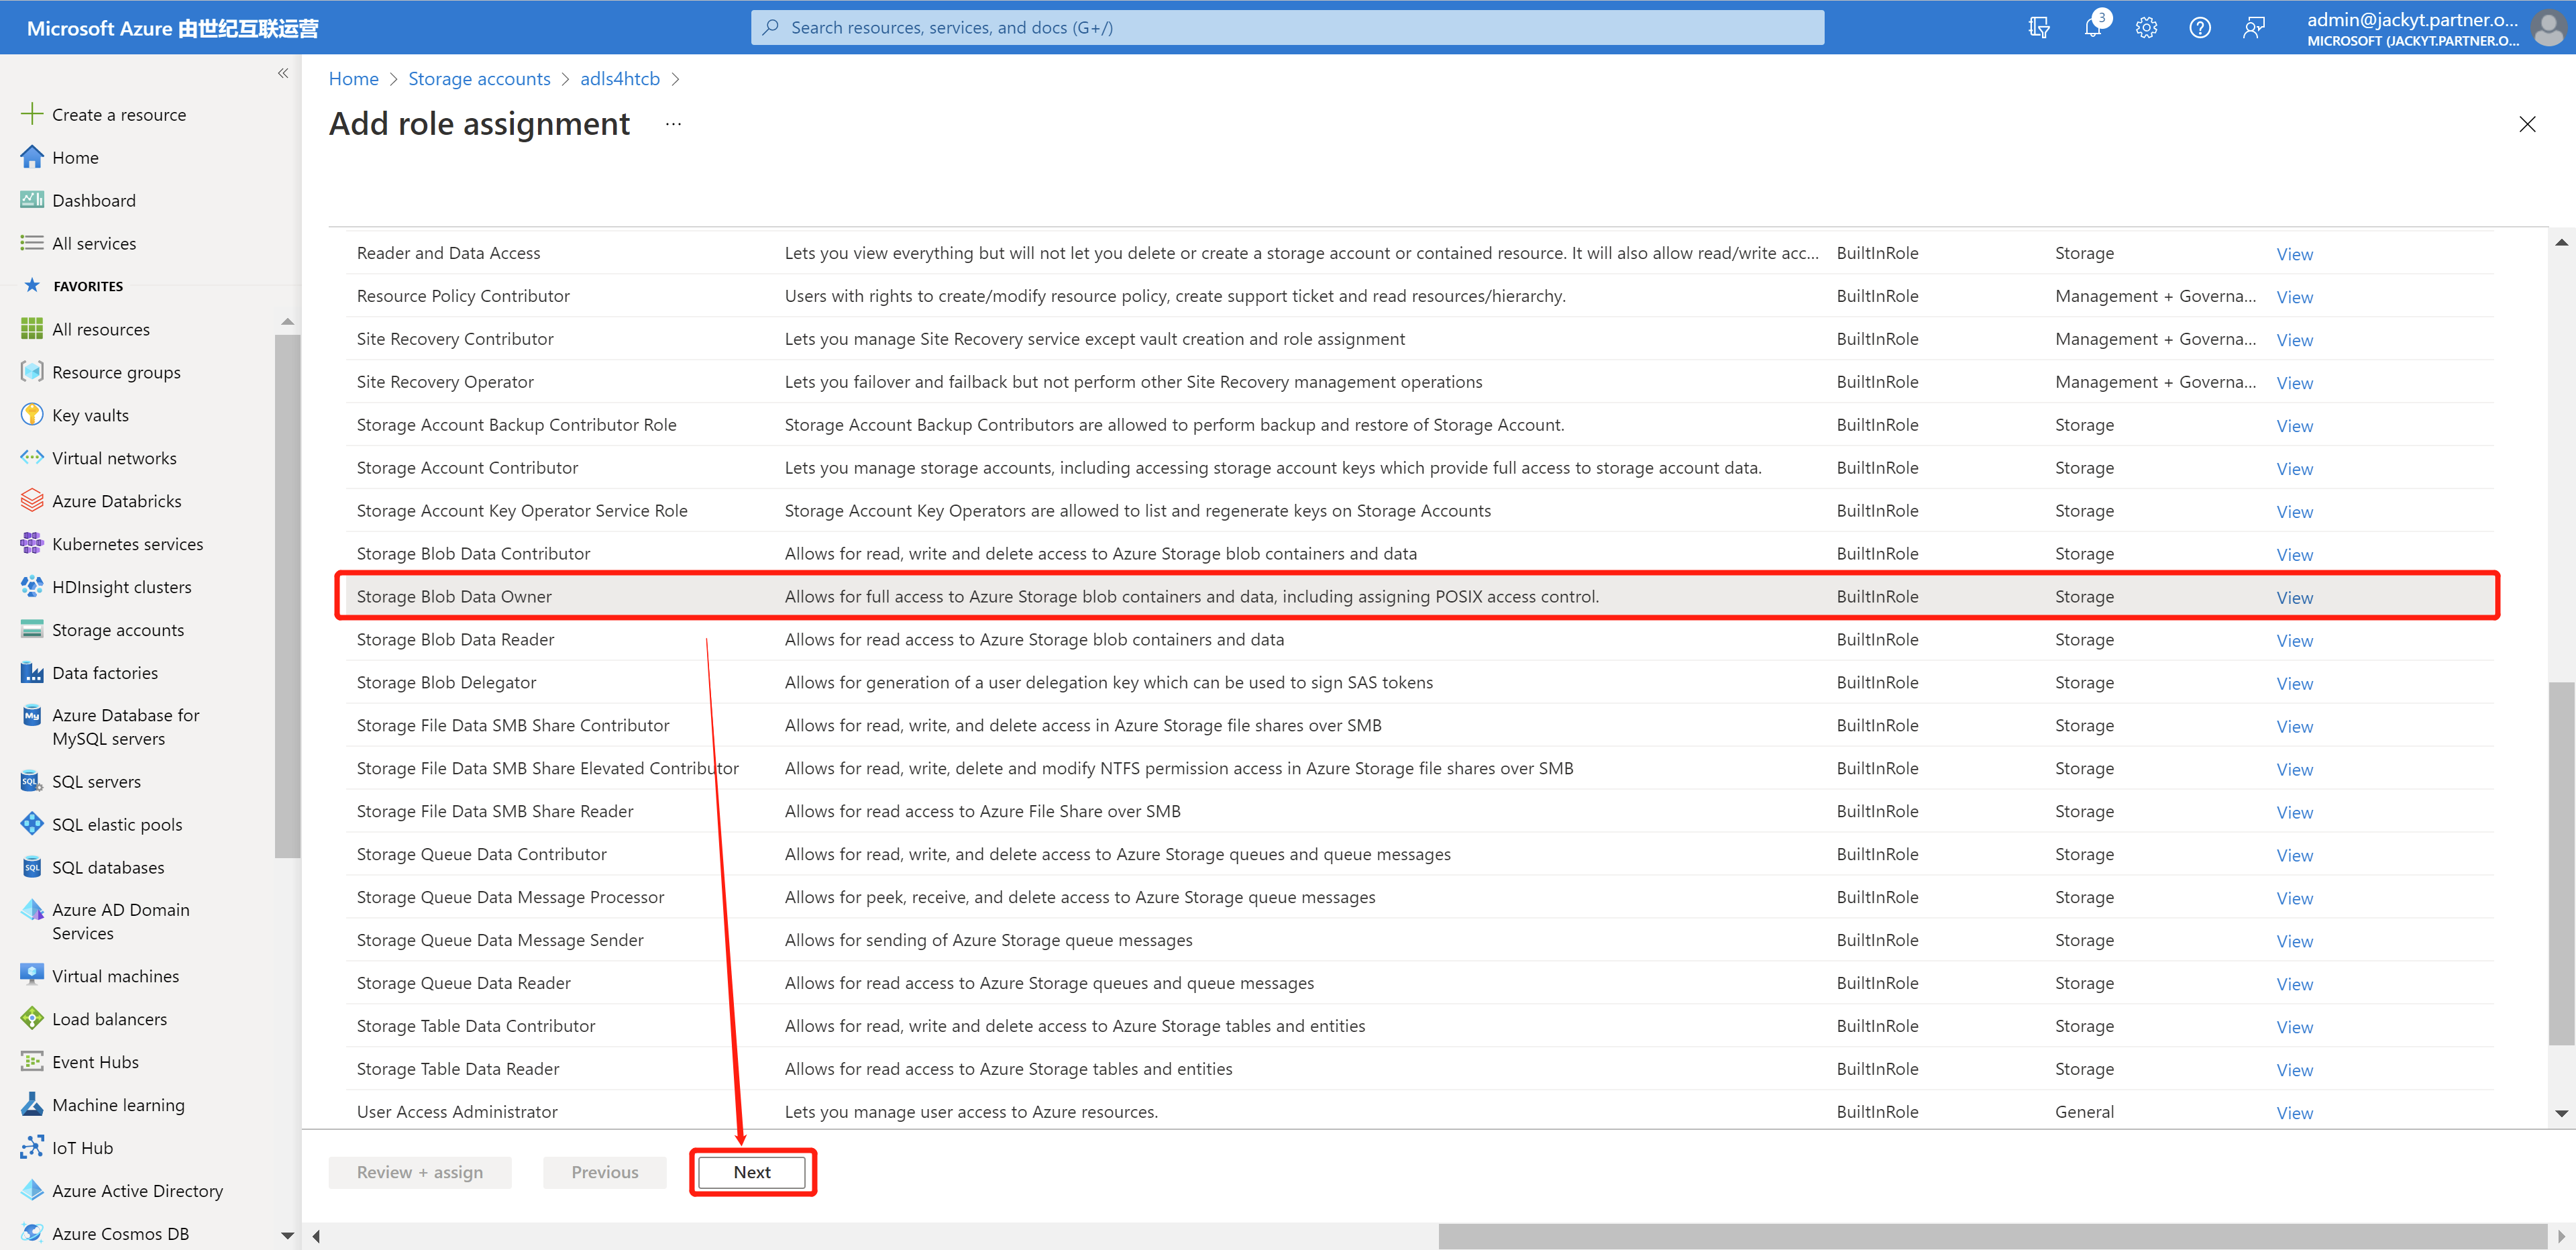 Microsoft Azure 由世纪互联运营
Search resources, services, and docs (G+/)
3
admin@jackyt.partner.o...
MICROSOFT (JACKYT.PARTNER.O...
«
Create a resource
Home
Dashboard
All services
FAVORITES
All resources
Resource groups
Key vaults
Virtual networks
Azure Databricks
Kubernetes services
HDInsight clusters
Storage accounts
Data factories
Azure Database for
MySQL servers
SQL servers
SQL elastic pools
SQL databases
Azure AD Domain
Services
Virtual machines
Load balancers
Event Hubs
Machine learning
IoT Hub
Azure Active Directory
Azure Cosmos DB
Home > Storage accounts > adls4htcb >
Add role assignment ...
Reader and Data Access Lets you view everything but will not let you delete or create a storage account or contained resource. It will also allow read/write acc... BuiltInRole Storage View
Resource Policy Contributor Users with rights to create/modify resource policy, create support ticket and read resources/hierarchy. BuiltInRole Management + Governa... View
Site Recovery Contributor Lets you manage Site Recovery service except vault creation and role assignment BuiltInRole Management + Governa... View
Site Recovery Operator Lets you failover and failback but not perform other Site Recovery management operations BuiltInRole Management + Governa... View
Storage Account Backup Contributor Role Storage Account Backup Contributors are allowed to perform backup and restore of Storage Account. BuiltInRole Storage View
Storage Account Contributor Lets you manage storage accounts, including accessing storage account keys which provide full access to storage account data. BuiltInRole Storage View
Storage Account Key Operator Service Role Storage Account Key Operators are allowed to list and regenerate keys on Storage Accounts BuiltInRole Storage View
Storage Blob Data Contributor Allows for read, write and delete access to Azure Storage blob containers and data BuiltInRole Storage View
Storage Blob Data Owner Allows for full access to Azure Storage blob containers and data, including assigning POSIX access control. BuiltInRole Storage View
Storage Blob Data Reader Allows for read access to Azure Storage blob containers and data BuiltInRole Storage View
Storage Blob Delegator Allows for generation of a user delegation key which can be used to sign SAS tokens BuiltInRole Storage View
Storage File Data SMB Share Contributor Allows for read, write, and delete access in Azure Storage file shares over SMB BuiltInRole Storage View
Storage File Data SMB Share Elevated Contributor Allows for read, write, delete and modify NTFS permission access in Azure Storage file shares over SMB BuiltInRole Storage View
Storage File Data SMB Share Reader Allows for read access to Azure File Share over SMB BuiltInRole Storage View
Storage Queue Data Contributor Allows for read, write, and delete access to Azure Storage queues and queue messages BuiltInRole Storage View
Storage Queue Data Message Processor Allows for peek, receive, and delete access to Azure Storage queue messages BuiltInRole Storage View
Storage Queue Data Message Sender Allows for sending of Azure Storage queue messages BuiltInRole Storage View
Storage Queue Data Reader Allows for read access to Azure Storage queues and queue messages BuiltInRole Storage View
Storage Table Data Contributor Allows for read, write and delete access to Azure Storage tables and entities BuiltInRole Storage View
Storage Table Data Reader Allows for read access to Azure Storage tables and entities BuiltInRole Storage View
User Access Administrator Lets you manage user access to Azure resources. BuiltInRole General View
Review + assign Previous Next